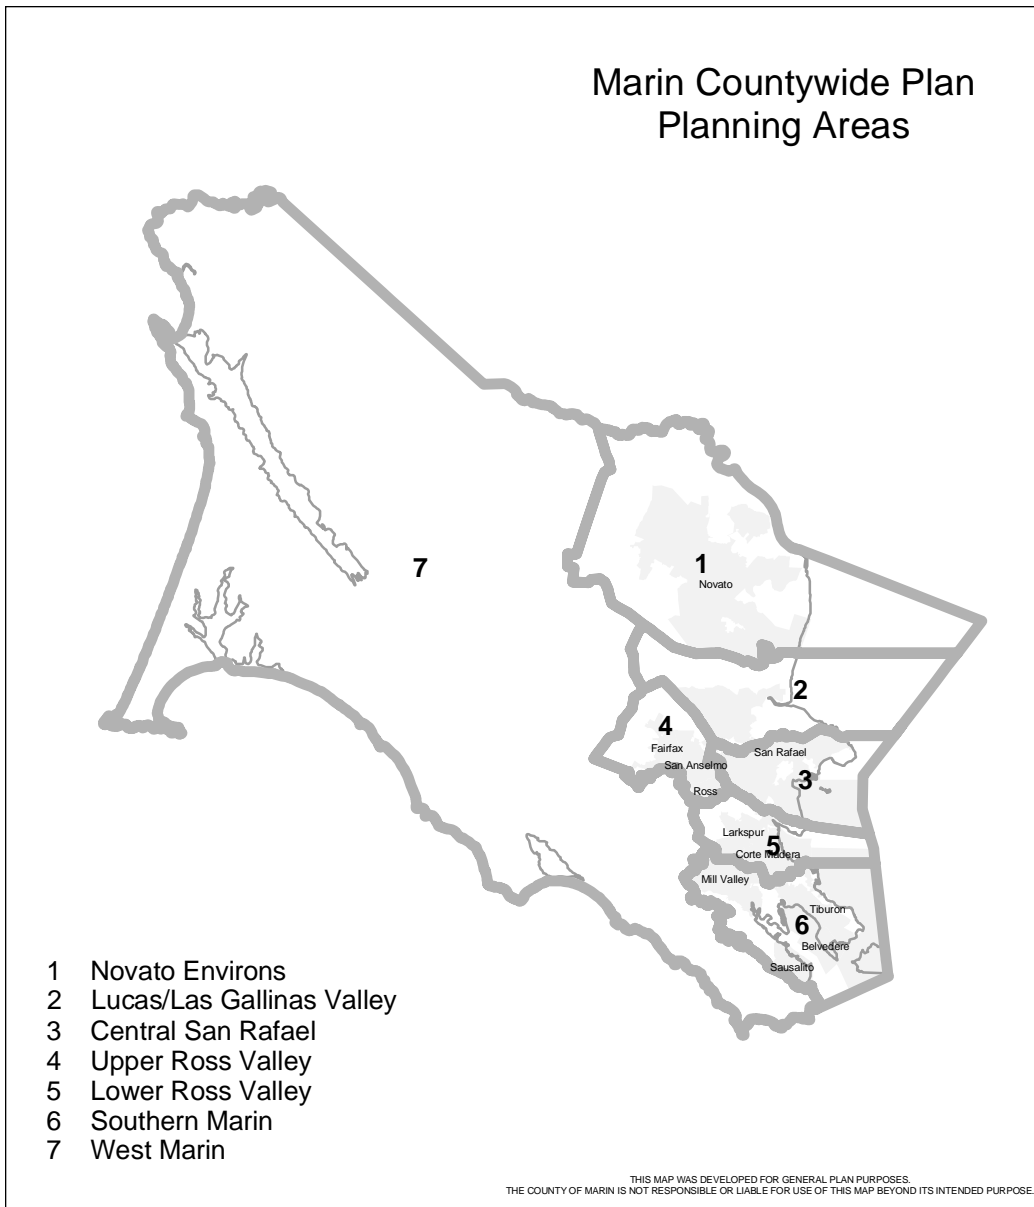 Marin Countywide Plan
Planning Areas
7
1
Novato
2
4
Fairfax
San Anselmo
Ross
San Rafael
3
Larkspur
5
Corte Madera
Mill Valley
Tiburon
6
Belvedere
Sausalito
1 Novato Environs
2 Lucas/Las Gallinas Valley
3 Central San Rafael
4 Upper Ross Valley
5 Lower Ross Valley
6 Southern Marin
7 West Marin
THIS MAP WAS DEVELOPED FOR GENERAL PLAN PURPOSES.
THE COUNTY OF MARIN IS NOT RESPONSIBLE OR LIABLE FOR USE OF THIS MAP BEYOND ITS INTENDED PURPOSE.